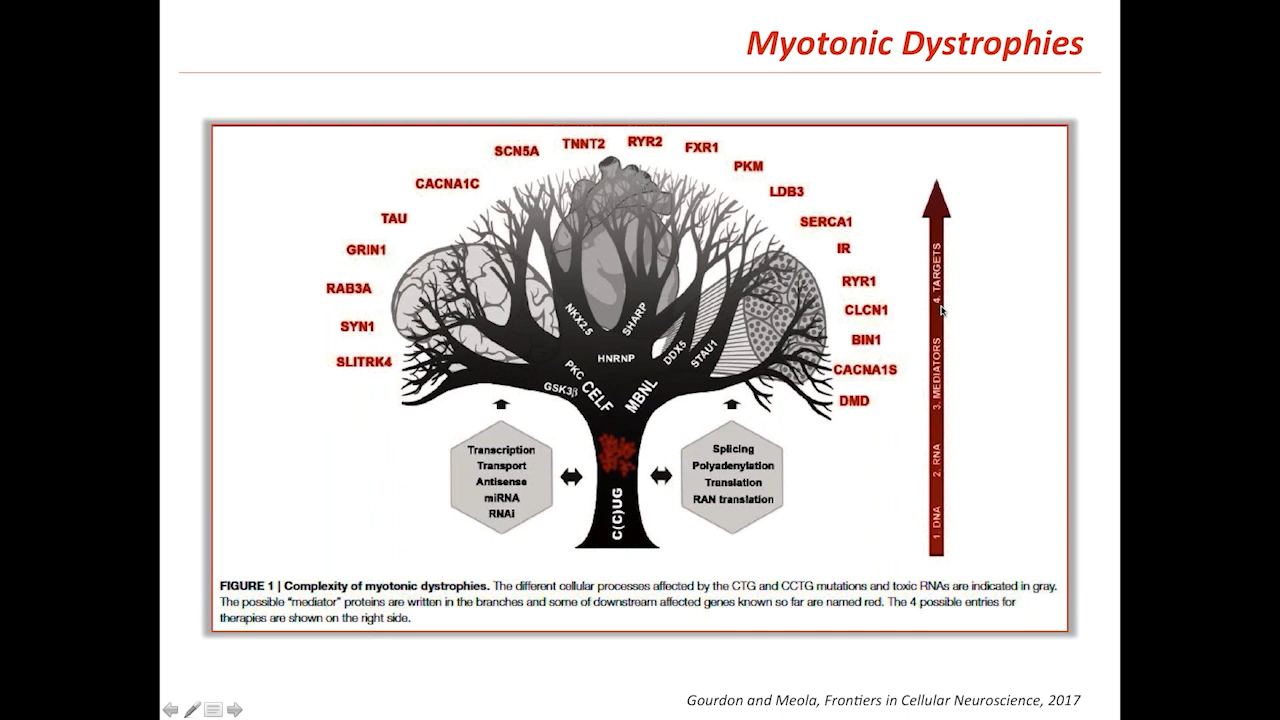 Myotonic Dystrophies
SCN5A
TNNT2
RYR2
FXR1
PKM
CACNA1C
LDB3
TAU
SERCA1
GRIN1
IR
RAB3A
RYR1
SYN1
CLCN1
SLITRK4
BIN1
CACNA1S
DMD
NKX2.5
SHARP
HNRNP
DDX5
STAU1
PKC
GSK3β
CELF
MBNL
Transcription
Transport
Antisense
miRNA
RNAi
C(C)UG
Splicing
Polyadenylation
Translation
RAN translation
1. DNA 2. RNA 3. MEDIATORS 4. TARGETS
FIGURE 1 | Complexity of myotonic dystrophies. The different cellular processes affected by the CTG and CCTG mutations and toxic RNAs are indicated in gray.
The possible “mediator” proteins are written in the branches and some of downstream affected genes known so far are named red. The 4 possible entries for
therapies are shown on the right side.
Gourdon and Meola, Frontiers in Cellular Neuroscience, 2017